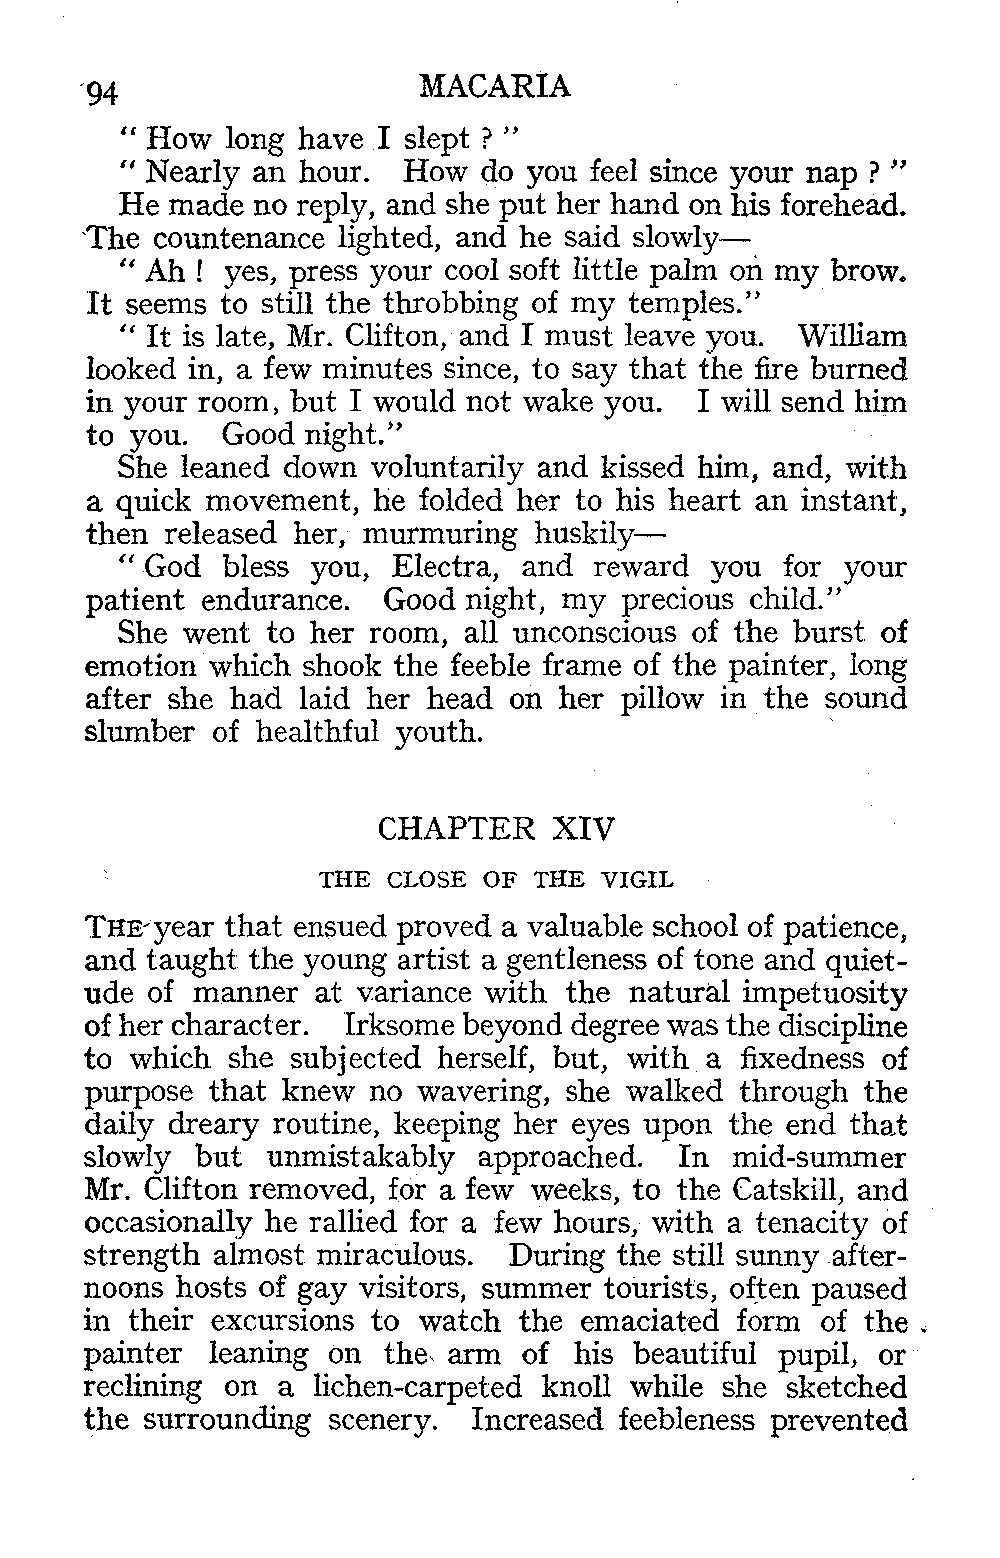 94 MACARIA
“ How long have I slept ? ”
“ Nearly an hour. How do you feel since your nap ? ”
He made no reply, and she put her hand on his forehead.
The countenance lighted, and he said slowly—
“ Ah ! yes, press your cool soft little palm on my brow.
It seems to still the throbbing of my temples.”
“ It is late, Mr. Clifton, and I must leave you. William
looked in, a few minutes since, to say that the fire burned
in your room, but I would not wake you. I will send him
to you. Good night.”
She leaned down voluntarily and kissed him, and, with
a quick movement, he folded her to his heart an instant,
then released her, murmuring huskily—
“ God bless you, Electra, and reward you for your
patient endurance. Good night, my precious child.”
She went to her room, all unconscious of the burst of
emotion which shook the feeble frame of the painter, long
after she had laid her head on her pillow in the sound
slumber of healthful youth.
CHAPTER XIV
THE CLOSE OF THE VIGIL
THE year that ensued proved a valuable school of patience,
and taught the young artist a gentleness of tone and quiet-
ude of manner at variance with the natural impetuosity
of her character. Irksome beyond degree was the discipline
to which she subjected herself, but, with a fixedness of
purpose that knew no wavering, she walked through the
daily dreary routine, keeping her eyes upon the end that
slowly but unmistakably approached. In mid-summer
Mr. Clifton removed, for a few weeks, to the Catskill, and
occasionally he rallied for a few hours, with a tenacity of
strength almost miraculous. During the still sunny after-
noons hosts of gay visitors, summer tourists, often paused
in their excursions to watch the emaciated form of the
painter leaning on the arm of his beautiful pupil, or
reclining on a lichen-carpeted knoll while she sketched
the surrounding scenery. Increased feebleness prevented